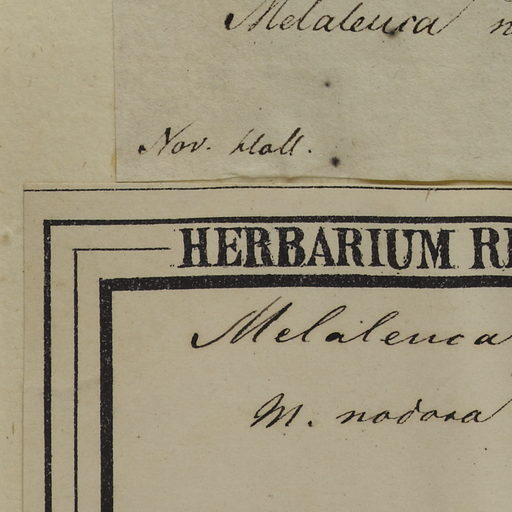 Melaleuca
Nov. Holl.
HERBARIUM
Melaleuca
M. nodosa